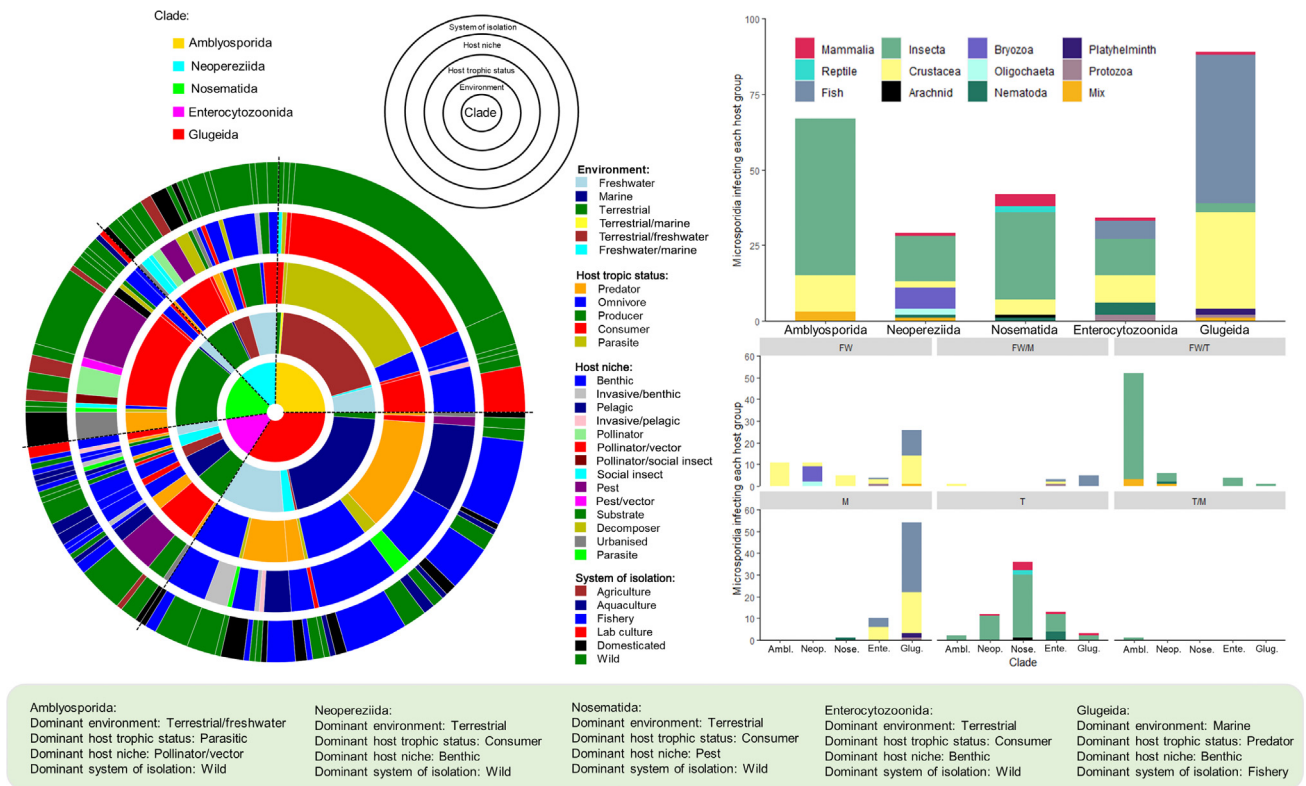 Clade:
Amblyosporida
Neopereziida
Nosematida
Enterocytozoonida
Glugeida
System of isolation
Host niche
Host trophic status
Environment
Clade
Environment:
Freshwater
Marine
Terrestrial
Terrestrial/marine
Terrestrial/freshwater
Freshwater/marine
Host tropic status:
Predator
Omnivore
Producer
Consumer
Parasite
Host niche:
Benthic
Invasive/benthic
Pelagic
Invasive/pelagic
Pollinator
Pollinator/vector
Pollinator/social insect
Social insect
Pest
Pest/vector
Substrate
Decomposer
Urbanised
Parasite
System of isolation:
Agriculture
Aquaculture
Fishery
Lab culture
Domesticated
Wild
Microsporidia infecting each host group
100
75
50
25
0
Mammalia Insecta Bryozoa Platyhelminth
Reptile Crustacea Oligochaeta Protozoa
Fish Arachnid Nematoda Mix
Amblyosporida Neopereziida Nosematida Enterocytozoonida Glugeida
Microsporidia infecting each host group
FW FW/M FW/T
60
50
40
30
20
10
0
M T T/M
60
50
40
30
20
10
0
Ambl. Neop. Nose. Ente. Glug. Ambl. Neop. Nose. Ente. Glug. Ambl. Neop. Nose. Ente. Glug.
Clade
Amblyosporida:
Dominant environment: Terrestrial/freshwater
Dominant host trophic status: Parasitic
Dominant host niche: Pollinator/vector
Dominant system of isolation: Wild
Neopereziida:
Dominant environment: Terrestrial
Dominant host trophic status: Consumer
Dominant host niche: Benthic
Dominant system of isolation: Wild
Nosematida:
Dominant environment: Terrestrial
Dominant host trophic status: Consumer
Dominant host niche: Pest
Dominant system of isolation: Wild
Enterocytozoonida:
Dominant environment: Terrestrial
Dominant host trophic status: Consumer
Dominant host niche: Benthic
Dominant system of isolation: Wild
Glugeida:
Dominant environment: Marine
Dominant host trophic status: Predator
Dominant host niche: Benthic
Dominant system of isolation: Fishery